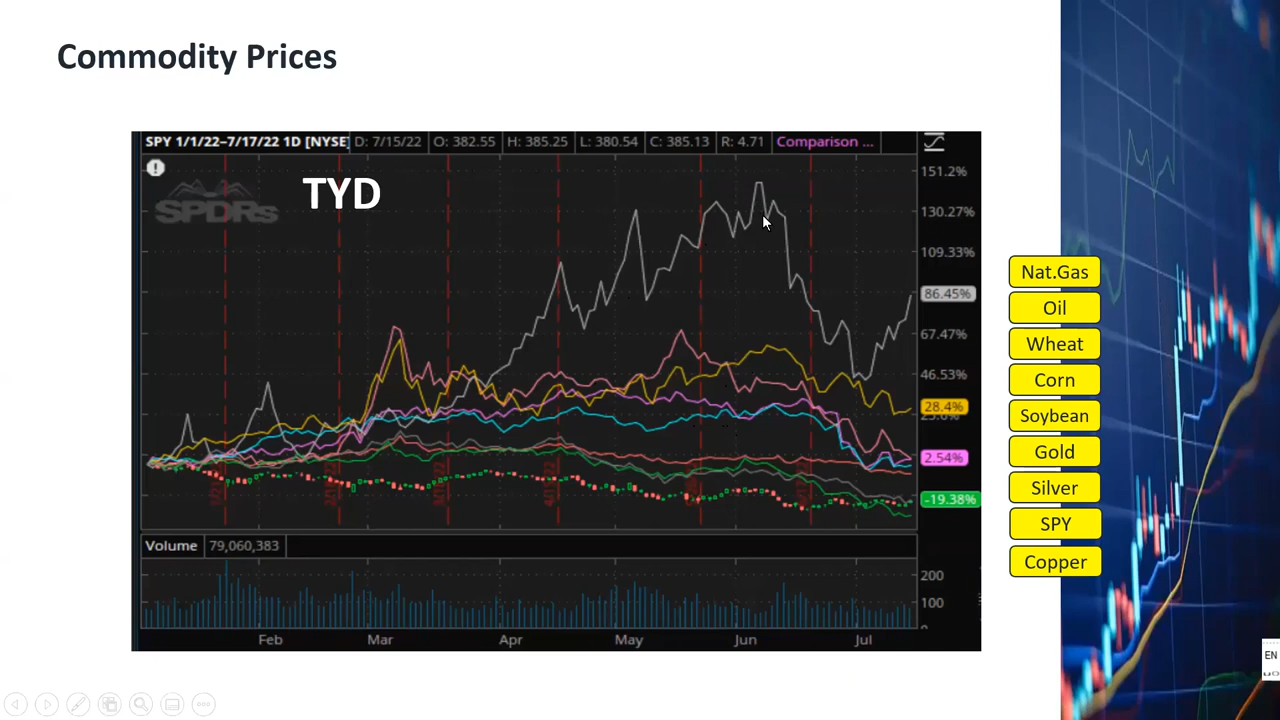 Commodity Prices
SPY 1/1/22–7/17/22 1D [NYSE] D: 7/15/22 O: 382.55 H: 385.25 L: 380.54 C: 385.13 R: 4.71 Comparison ...
SPDRs
TYD
151.2%
130.27%
109.33%
86.45%
67.47%
46.53%
28.4%
2.54%
-19.38%
Volume 79,060,383
200
100
Feb Mar Apr May Jun Jul
Nat.Gas
Oil
Wheat
Corn
Soybean
Gold
Silver
SPY
Copper
EN